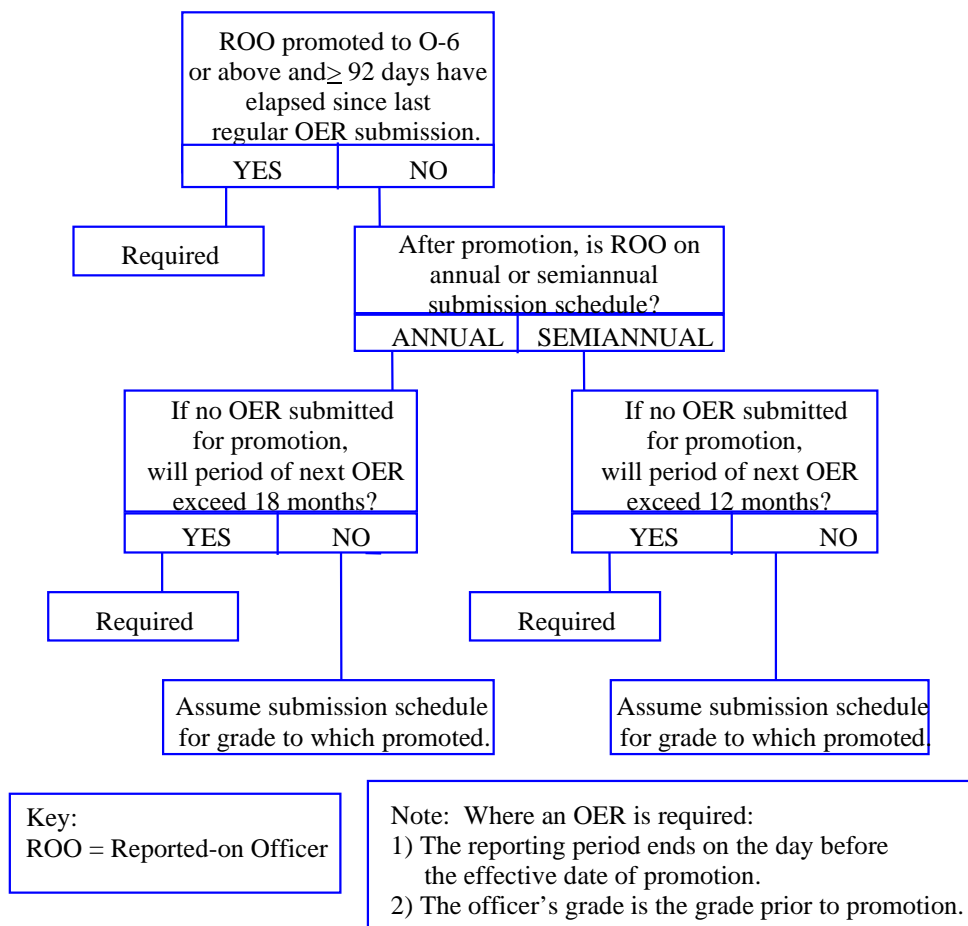 ROO promoted to O-6
or above and ≥ 92 days have
elapsed since last
regular OER submission.
YES NO
Required
After promotion, is ROO on
annual or semiannual
submission schedule?
ANNUAL SEMIANNUAL
If no OER submitted
for promotion,
will period of next OER
exceed 18 months?
YES NO
If no OER submitted
for promotion,
will period of next OER
exceed 12 months?
YES NO
Required
Required
Assume submission schedule
for grade to which promoted.
Assume submission schedule
for grade to which promoted.
Key:
ROO = Reported-on Officer
Note: Where an OER is required:
1) The reporting period ends on the day before
the effective date of promotion.
2) The officer's grade is the grade prior to promotion.